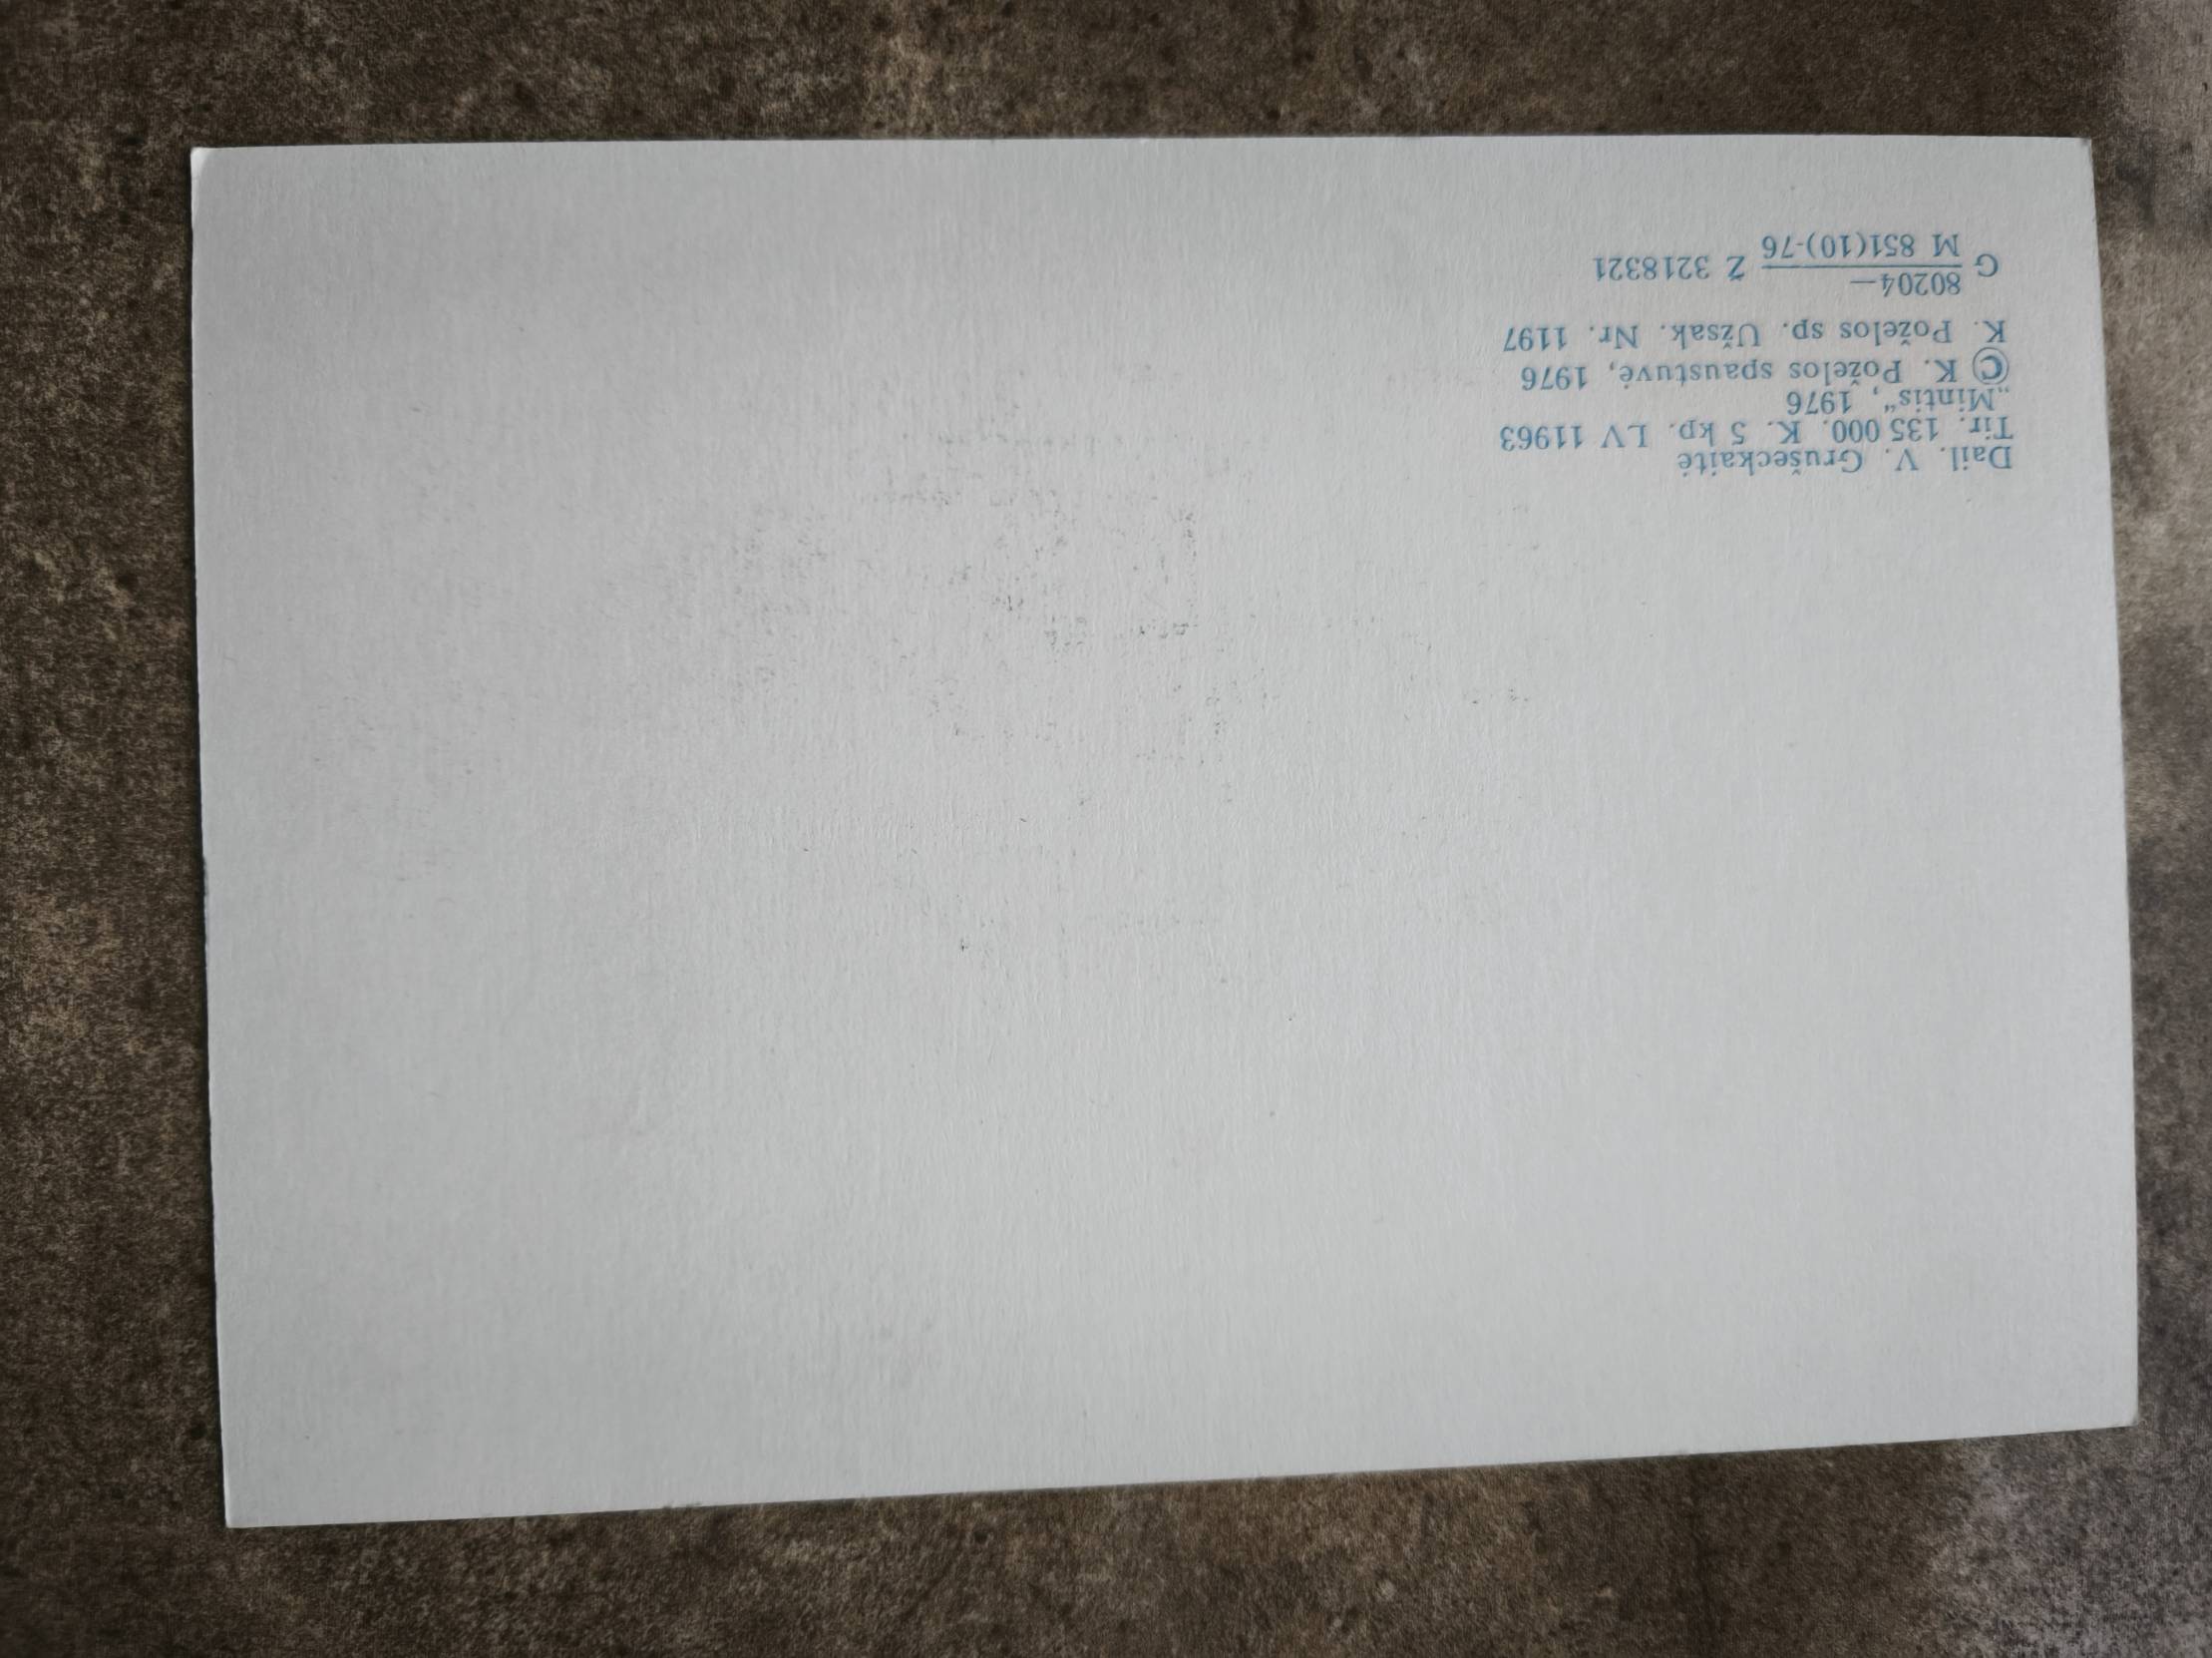 Dail. V. Grušeckaitė
Tir. 135 000. K. 5 kp. LV 11963
„Mintis“, 1976
© K. Poželos spaustuvė, 1976
K. Poželos sp. Užsak. Nr. 1197
80204—
G M 851(10)-76 Ž 3218321